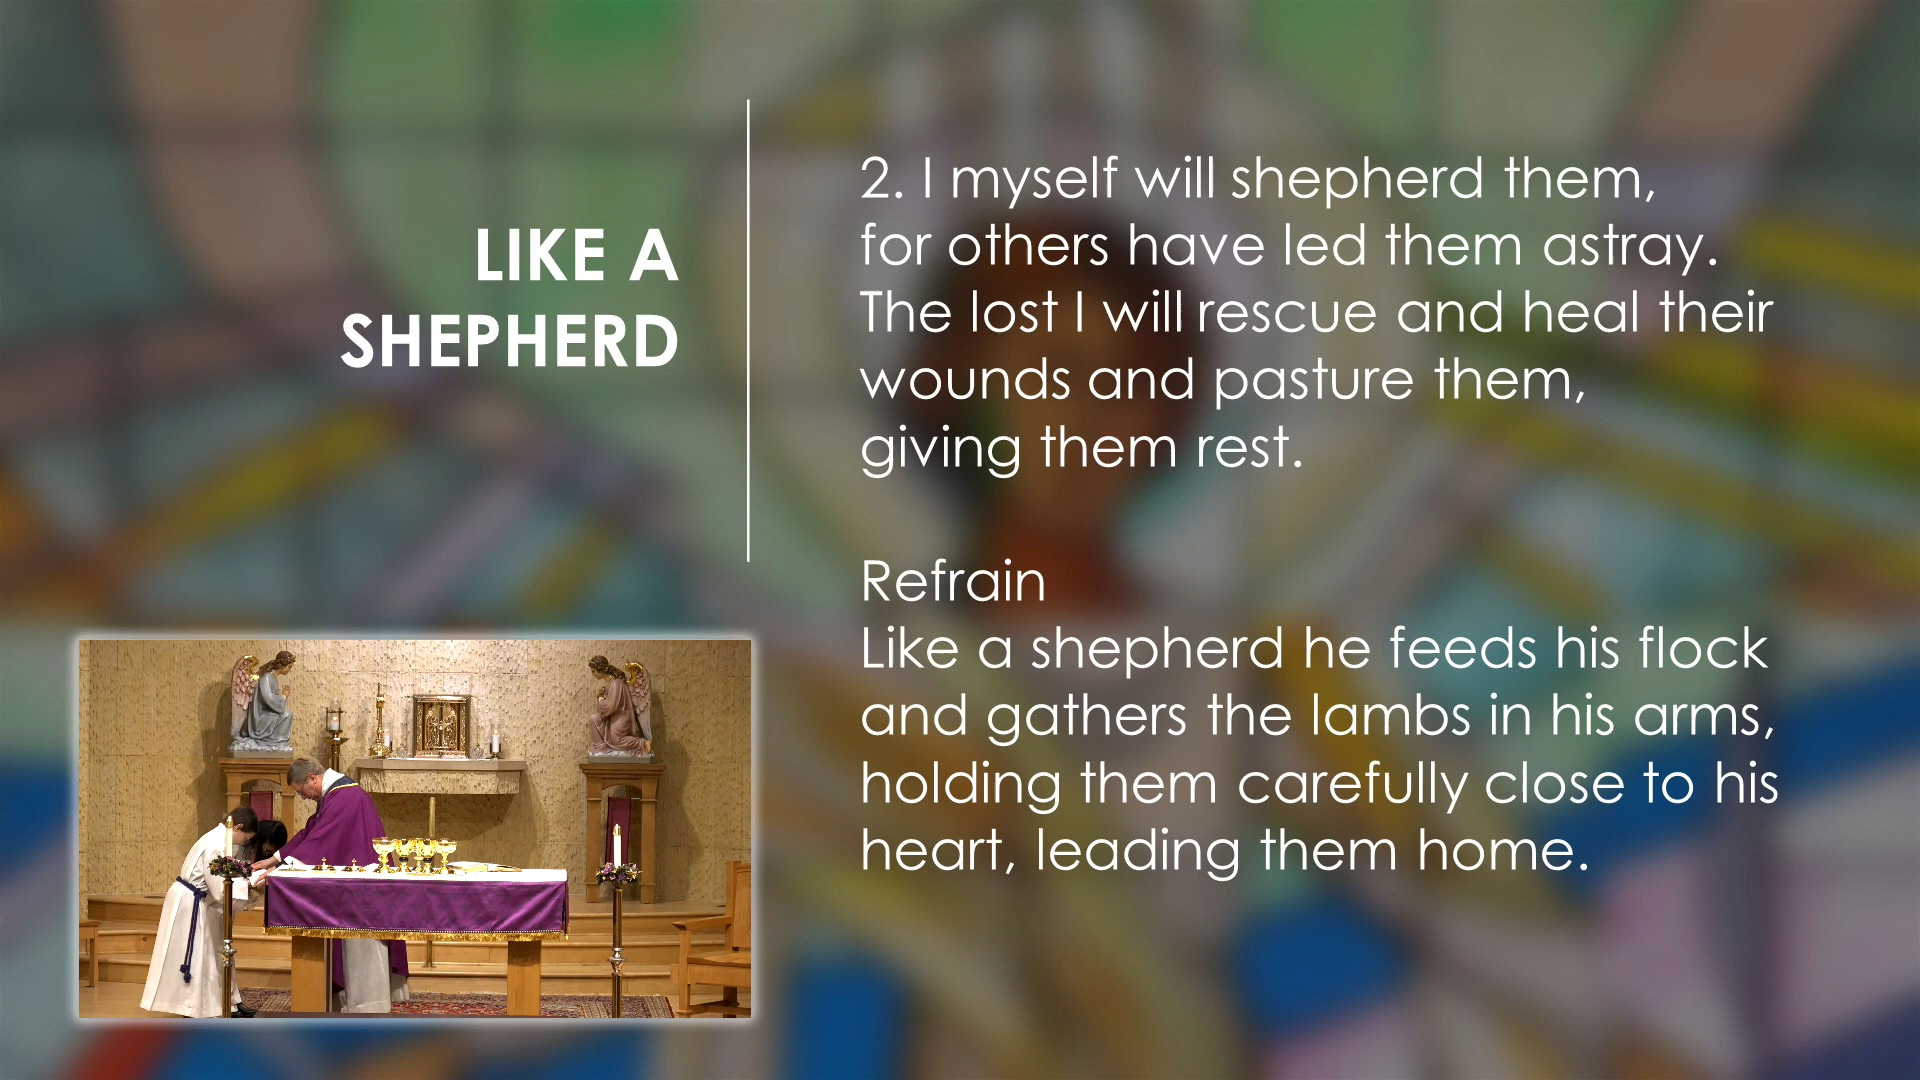 LIKE A
SHEPHERD
2. I myself will shepherd them,
for others have led them astray.
The lost I will rescue and heal their
wounds and pasture them,
giving them rest.
Refrain
Like a shepherd he feeds his flock
and gathers the lambs in his arms,
holding them carefully close to his
heart, leading them home.